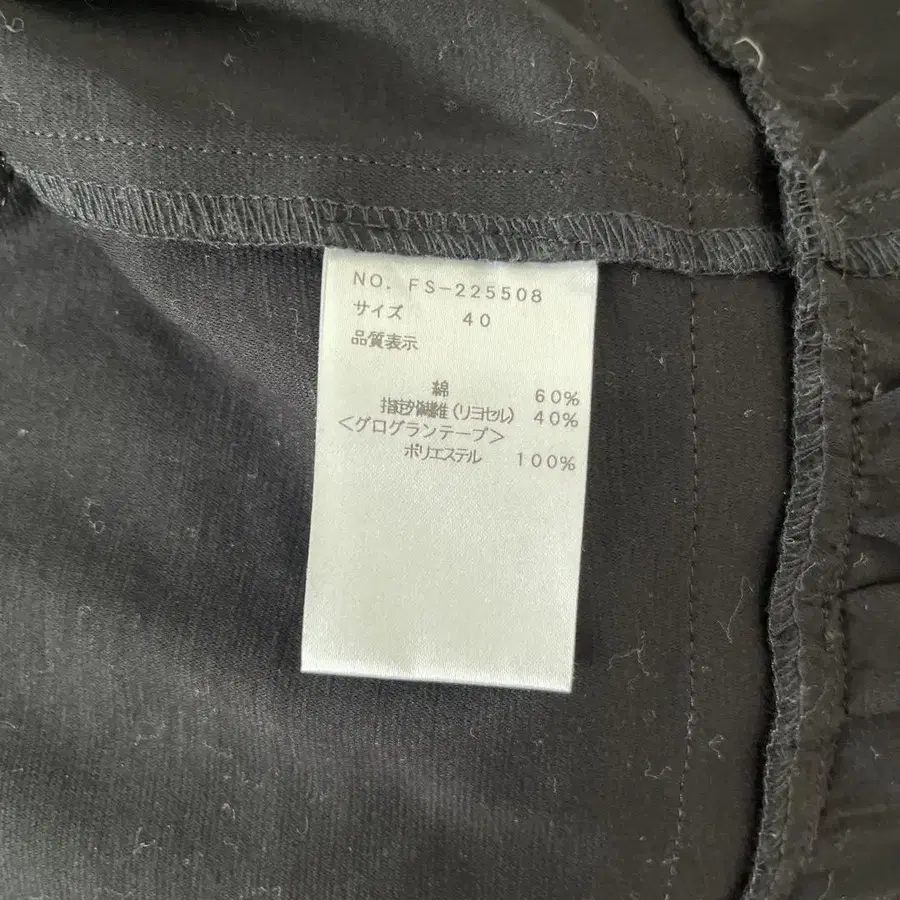 NO. FS-225508
サイズ 40
品質表示
綿 60%
指定外繊維(リヨセル) 40%
<グログランテープ>
ポリエステル 100%